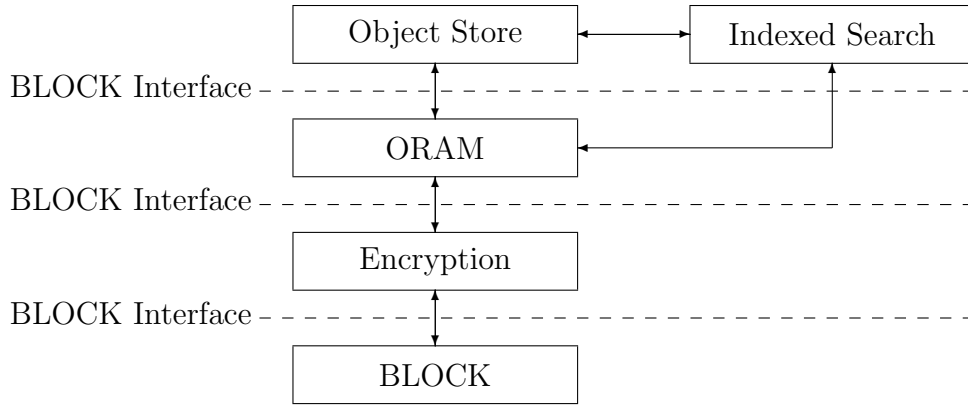 Object Store
Indexed Search
BLOCK Interface
ORAM
BLOCK Interface
Encryption
BLOCK Interface
BLOCK